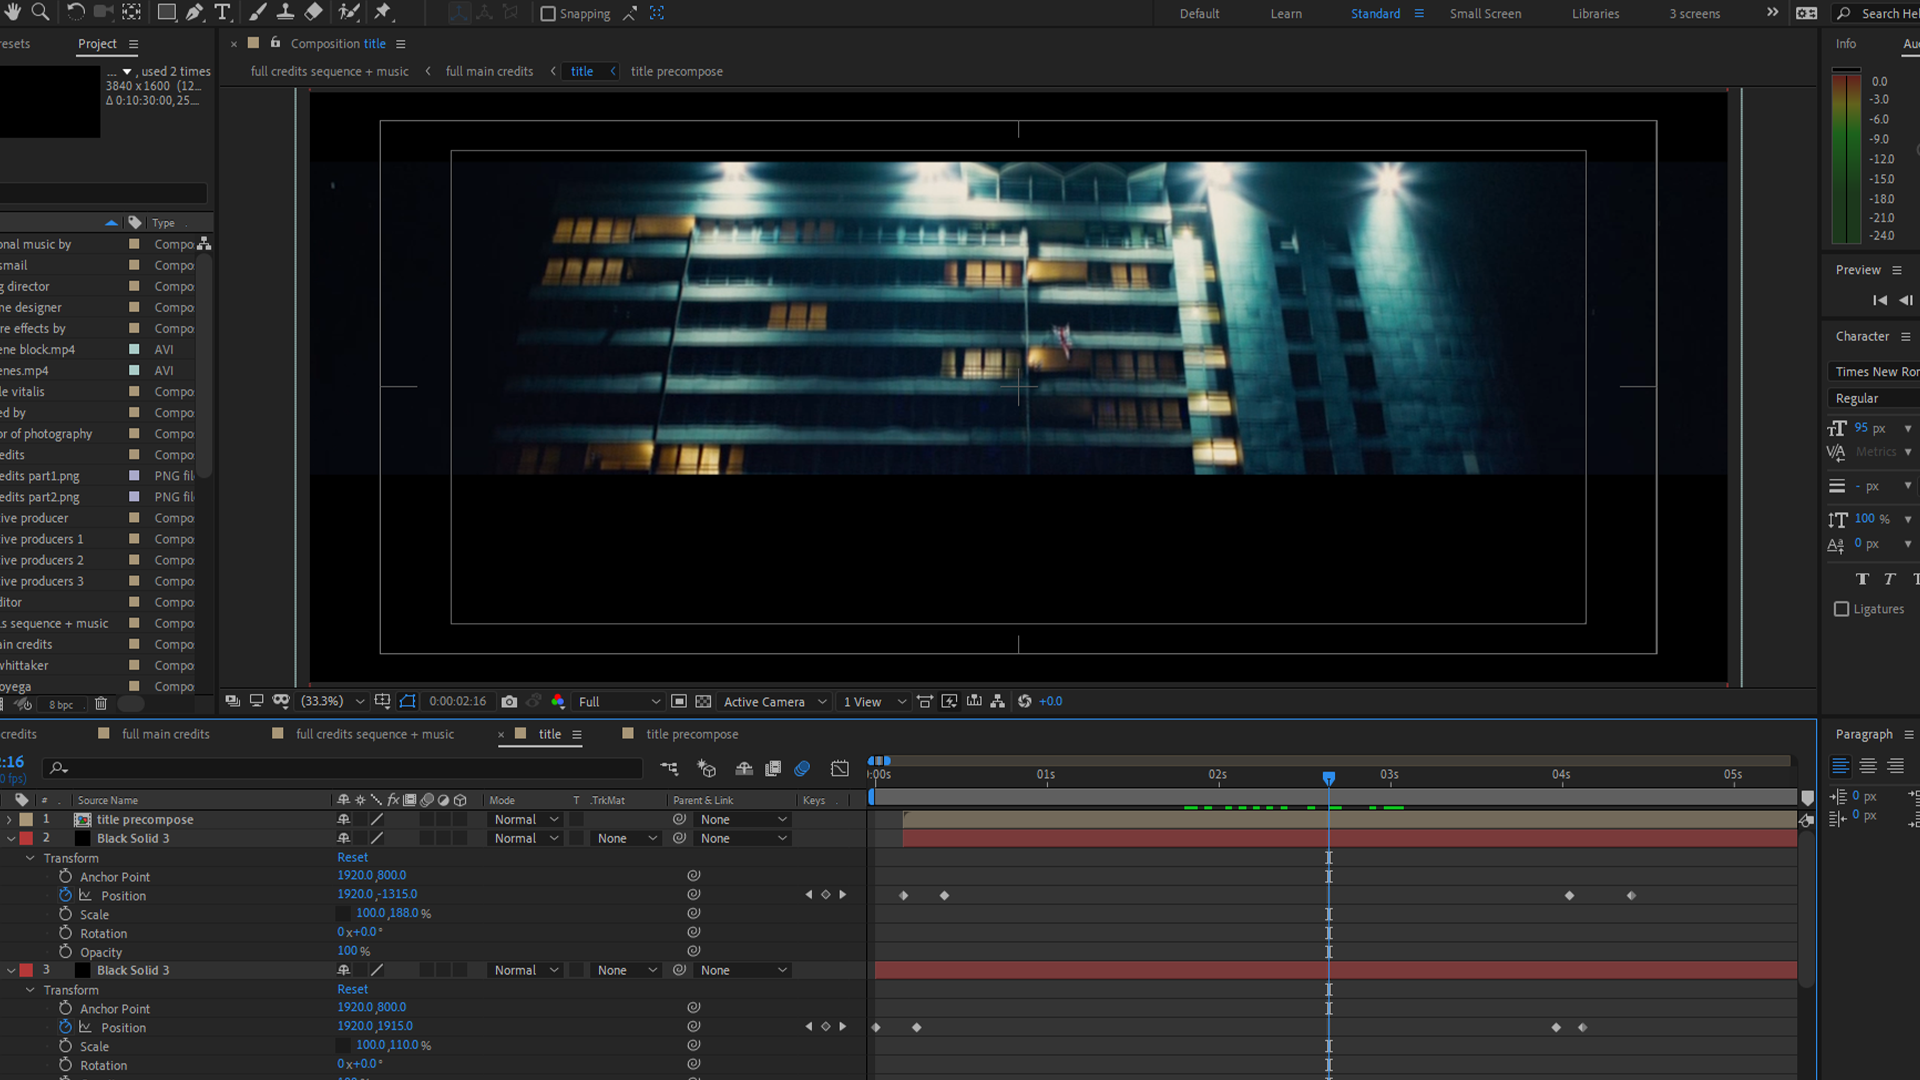 Snapping
Default
Learn
Standard
Small Screen
Libraries
3 screens
Search Hel
resets
Project
Composition title
Info
Au
... , used 2 times
3840 x 1600 (12...
Δ 0:10:30:00, 25....
full credits sequence + music
full main credits
title
title precompose
0.0
-3.0
-6.0
-9.0
-12.0
-15.0
-18.0
-21.0
-24.0
Type
onal music by Compo
smail Compo
g director Compo
me designer Compo
re effects by Compo
ene block.mp4 AVI
enes.mp4 AVI
le vitalis Compo
ed by Compo
or of photography Compo
edits Compo
edits part1.png PNG fil
edits part2.png PNG fil
ive producer Compo
ive producers 1 Compo
ive producers 2 Compo
ive producers 3 Compo
ditor Compo
ls sequence + music Compo
ain credits Compo
whittaker Compo
oyega Compo
8 bpc
Preview
Character
Times New Ror
Regular
95 px
Metrics
- px
100 %
0 px
Ligatures
(33.3%)
0:00:02:16
Full
Active Camera
1 View
+0.0
credits
full main credits
full credits sequence + music
title
title precompose
Paragraph
:16
0 fps)
:00s
01s
02s
03s
04s
05s
0 px
0 px
# .
Source Name
fx
Mode
T .TrkMat
Parent & Link
Keys
1 title precompose Normal None
2 Black Solid 3 Normal None None
Transform Reset
Anchor Point 1920.0,800.0
Position 1920.0,-1315.0
Scale 100.0,188.0 %
Rotation 0x+0.0°
Opacity 100 %
3 Black Solid 3 Normal None None
Transform Reset
Anchor Point 1920.0,800.0
Position 1920.0,1915.0
Scale 100.0,110.0 %
Rotation 0x+0.0°